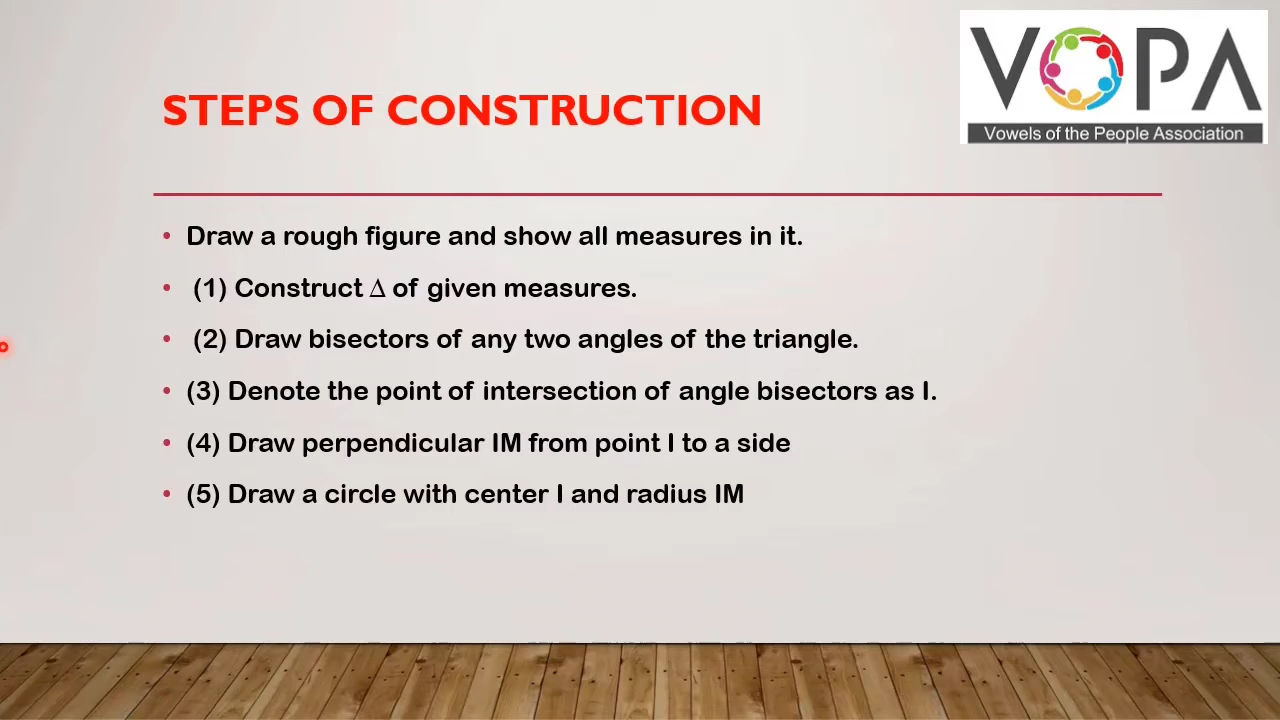 VOPA
Vowels of the People Association
STEPS OF CONSTRUCTION
• Draw a rough figure and show all measures in it.
• (1) Construct ∆ of given measures.
• (2) Draw bisectors of any two angles of the triangle.
• (3) Denote the point of intersection of angle bisectors as I.
• (4) Draw perpendicular IM from point I to a side
• (5) Draw a circle with center I and radius IM